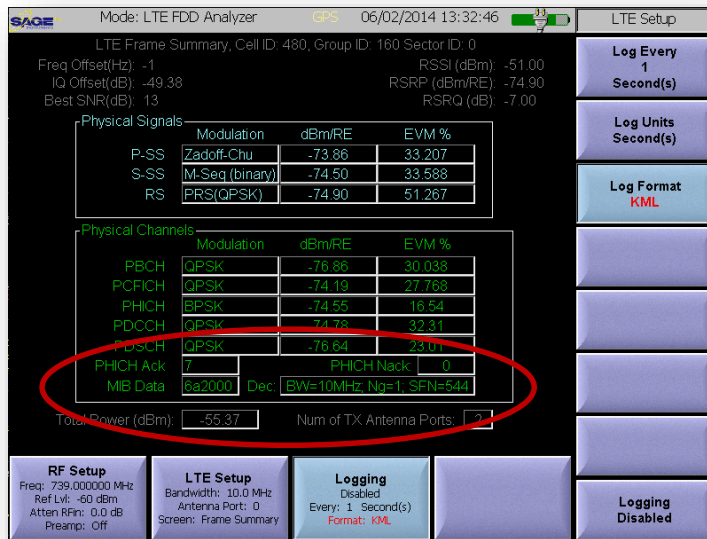 SAGE Mode: LTE FDD Analyzer GPS 06/02/2014 13:32:46 LTE Setup
LTE Frame Summary, Cell ID: 480, Group ID: 160 Sector ID: 0
Freq Offset(Hz): -1 RSSI (dBm): -51.00
IQ Offset(dB): -49.38 RSRP (dBm/RE): -74.90
Best SNR(dB): 13 RSRQ (dB): -7.00
Physical Signals
Modulation dBm/RE EVM %
P-SS Zadoff-Chu -73.86 33.207
S-SS M-Seq (binary) -74.50 33.588
RS PRS(QPSK) -74.90 51.267
Physical Channels
Modulation dBm/RE EVM %
PBCH QPSK -76.86 30.038
PCFICH QPSK -74.19 27.768
PHICH BPSK -74.55 16.54
PDCCH QPSK -74.78 32.31
PDSCH QPSK -76.64 23.01
PHICH Ack 7 PHICH Nack: 0
MIB Data 6a2000 Dec: BW=10MHz; Ng=1; SFN=544
Total Power (dBm): -55.37 Num of TX Antenna Ports: 2
Log Every
1
Second(s)
Log Units
Second(s)
Log Format
KML
Logging
Disabled
RF Setup
Freq: 739.000000 MHz
Ref Lvl: -60 dBm
Atten RFin: 0.0 dB
Preamp: Off
LTE Setup
Bandwidth: 10.0 MHz
Antenna Port: 0
Screen: Frame Summary
Logging
Disabled
Every: 1 Second(s)
Format: KML